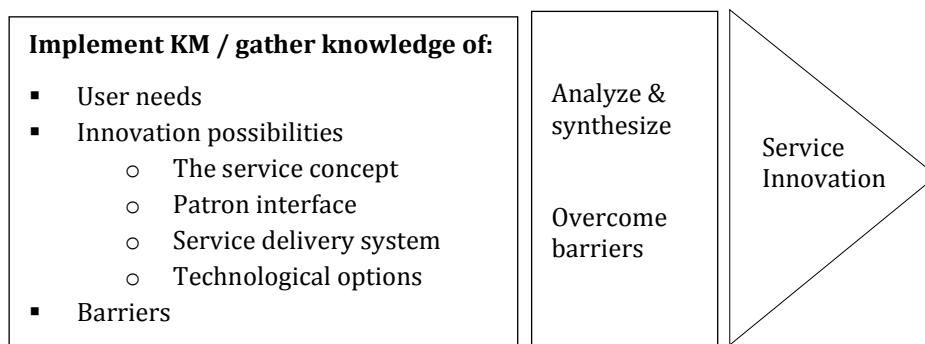 Implement KM / gather knowledge of:
▪ User needs
▪ Innovation possibilities
o The service concept
o Patron interface
o Service delivery system
o Technological options
▪ Barriers
Analyze &
synthesize
Overcome
barriers
Service
Innovation